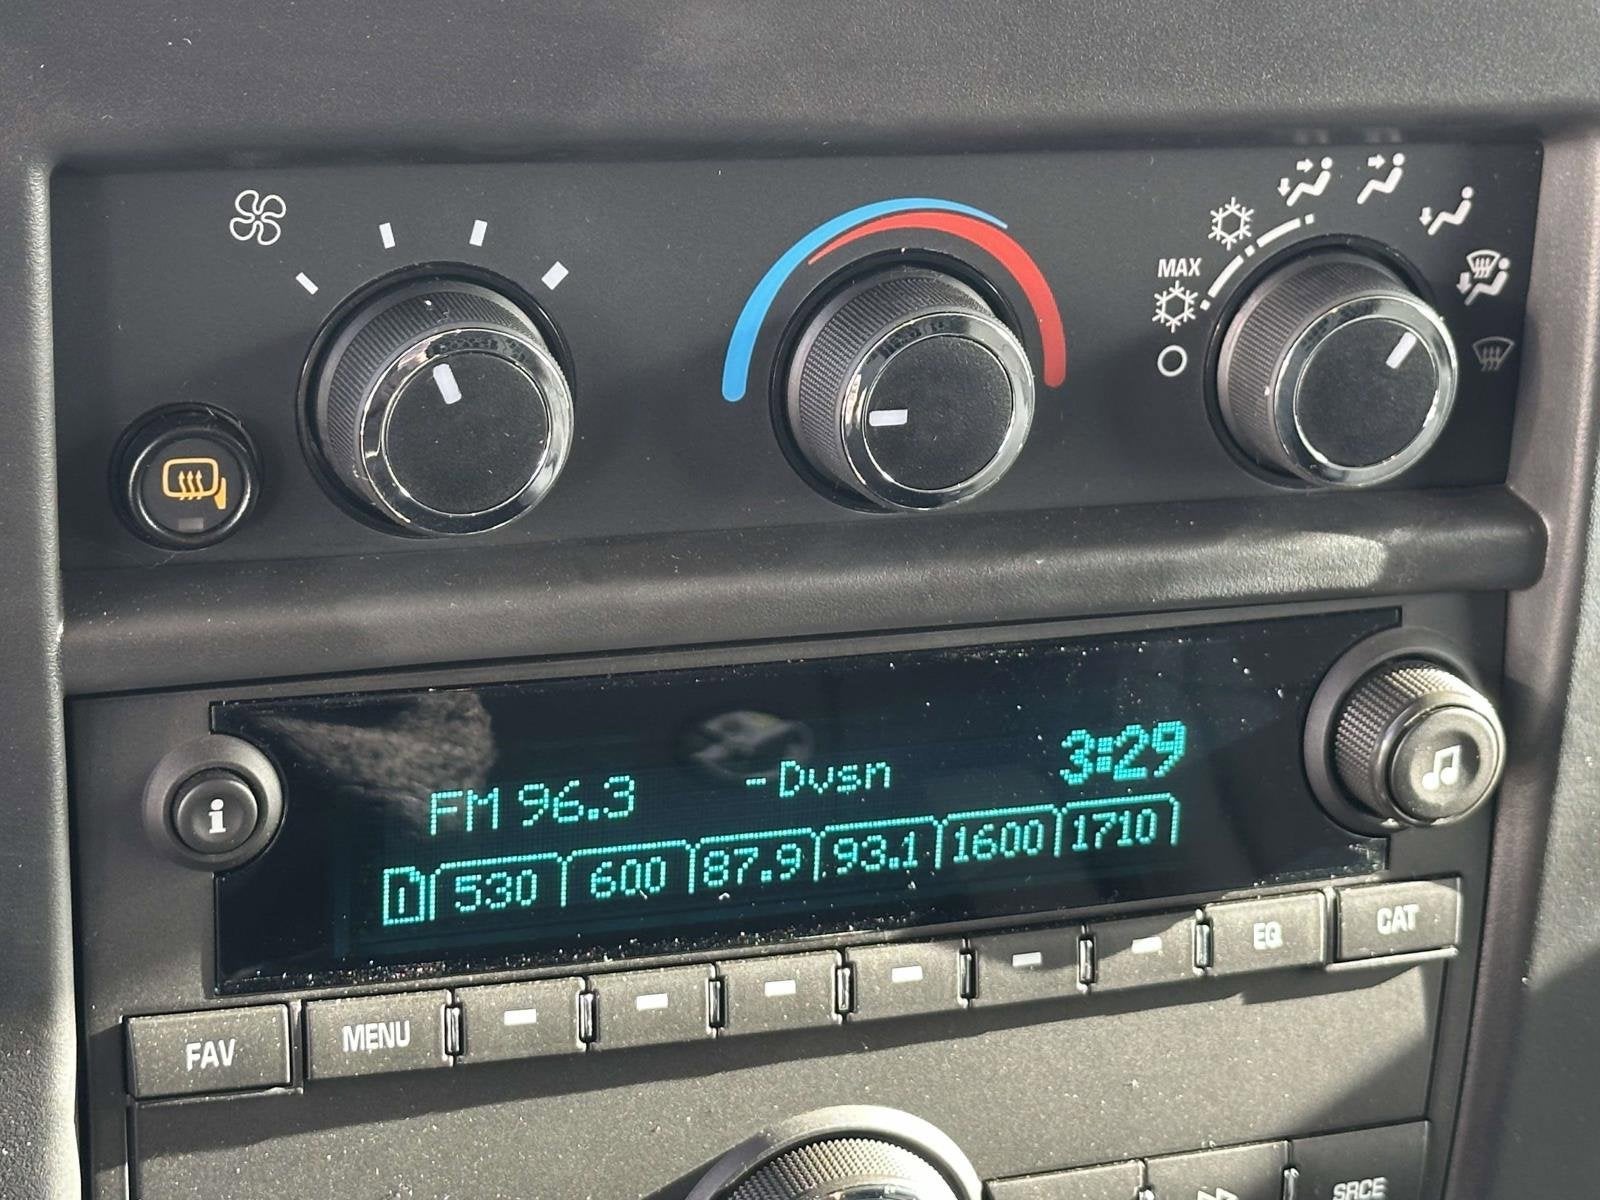 MAX
FM 96.3 -Dvsn 3:29
1 530 600 87.9 93.1 1600 1710
i
FAV MENU EQ CAT
SRCE